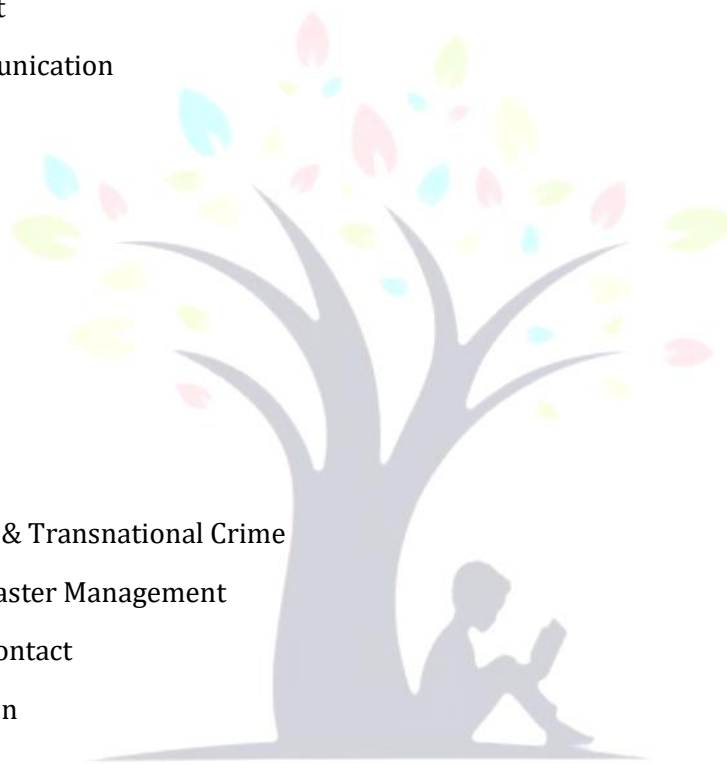 t
unication
& Transnational Crime
aster Management
ontact
n